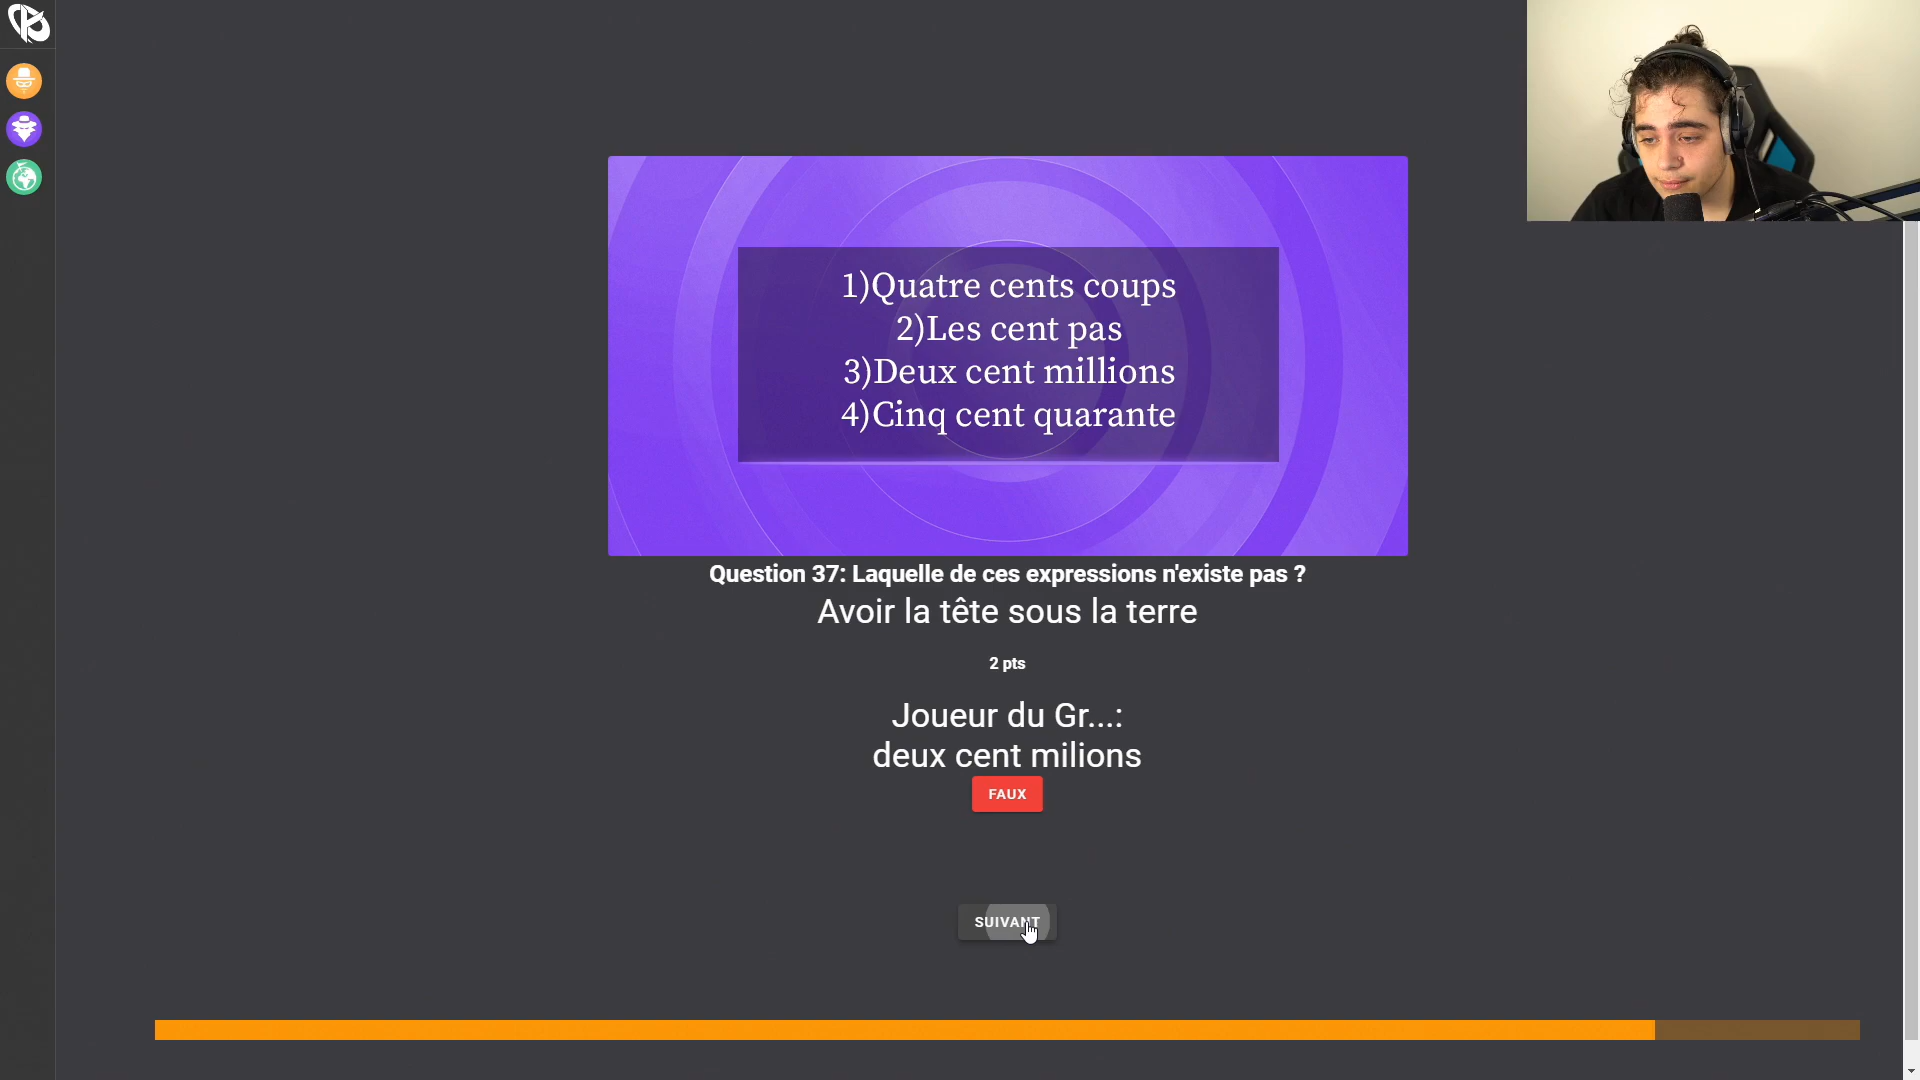 1)Quatre cents coups
2)Les cent pas
3)Deux cent millions
4)Cinq cent quarante
Question 37: Laquelle de ces expressions n'existe pas ?
Avoir la tête sous la terre
2 pts
Joueur du Gr...:
deux cent milions
FAUX
SUIVANT